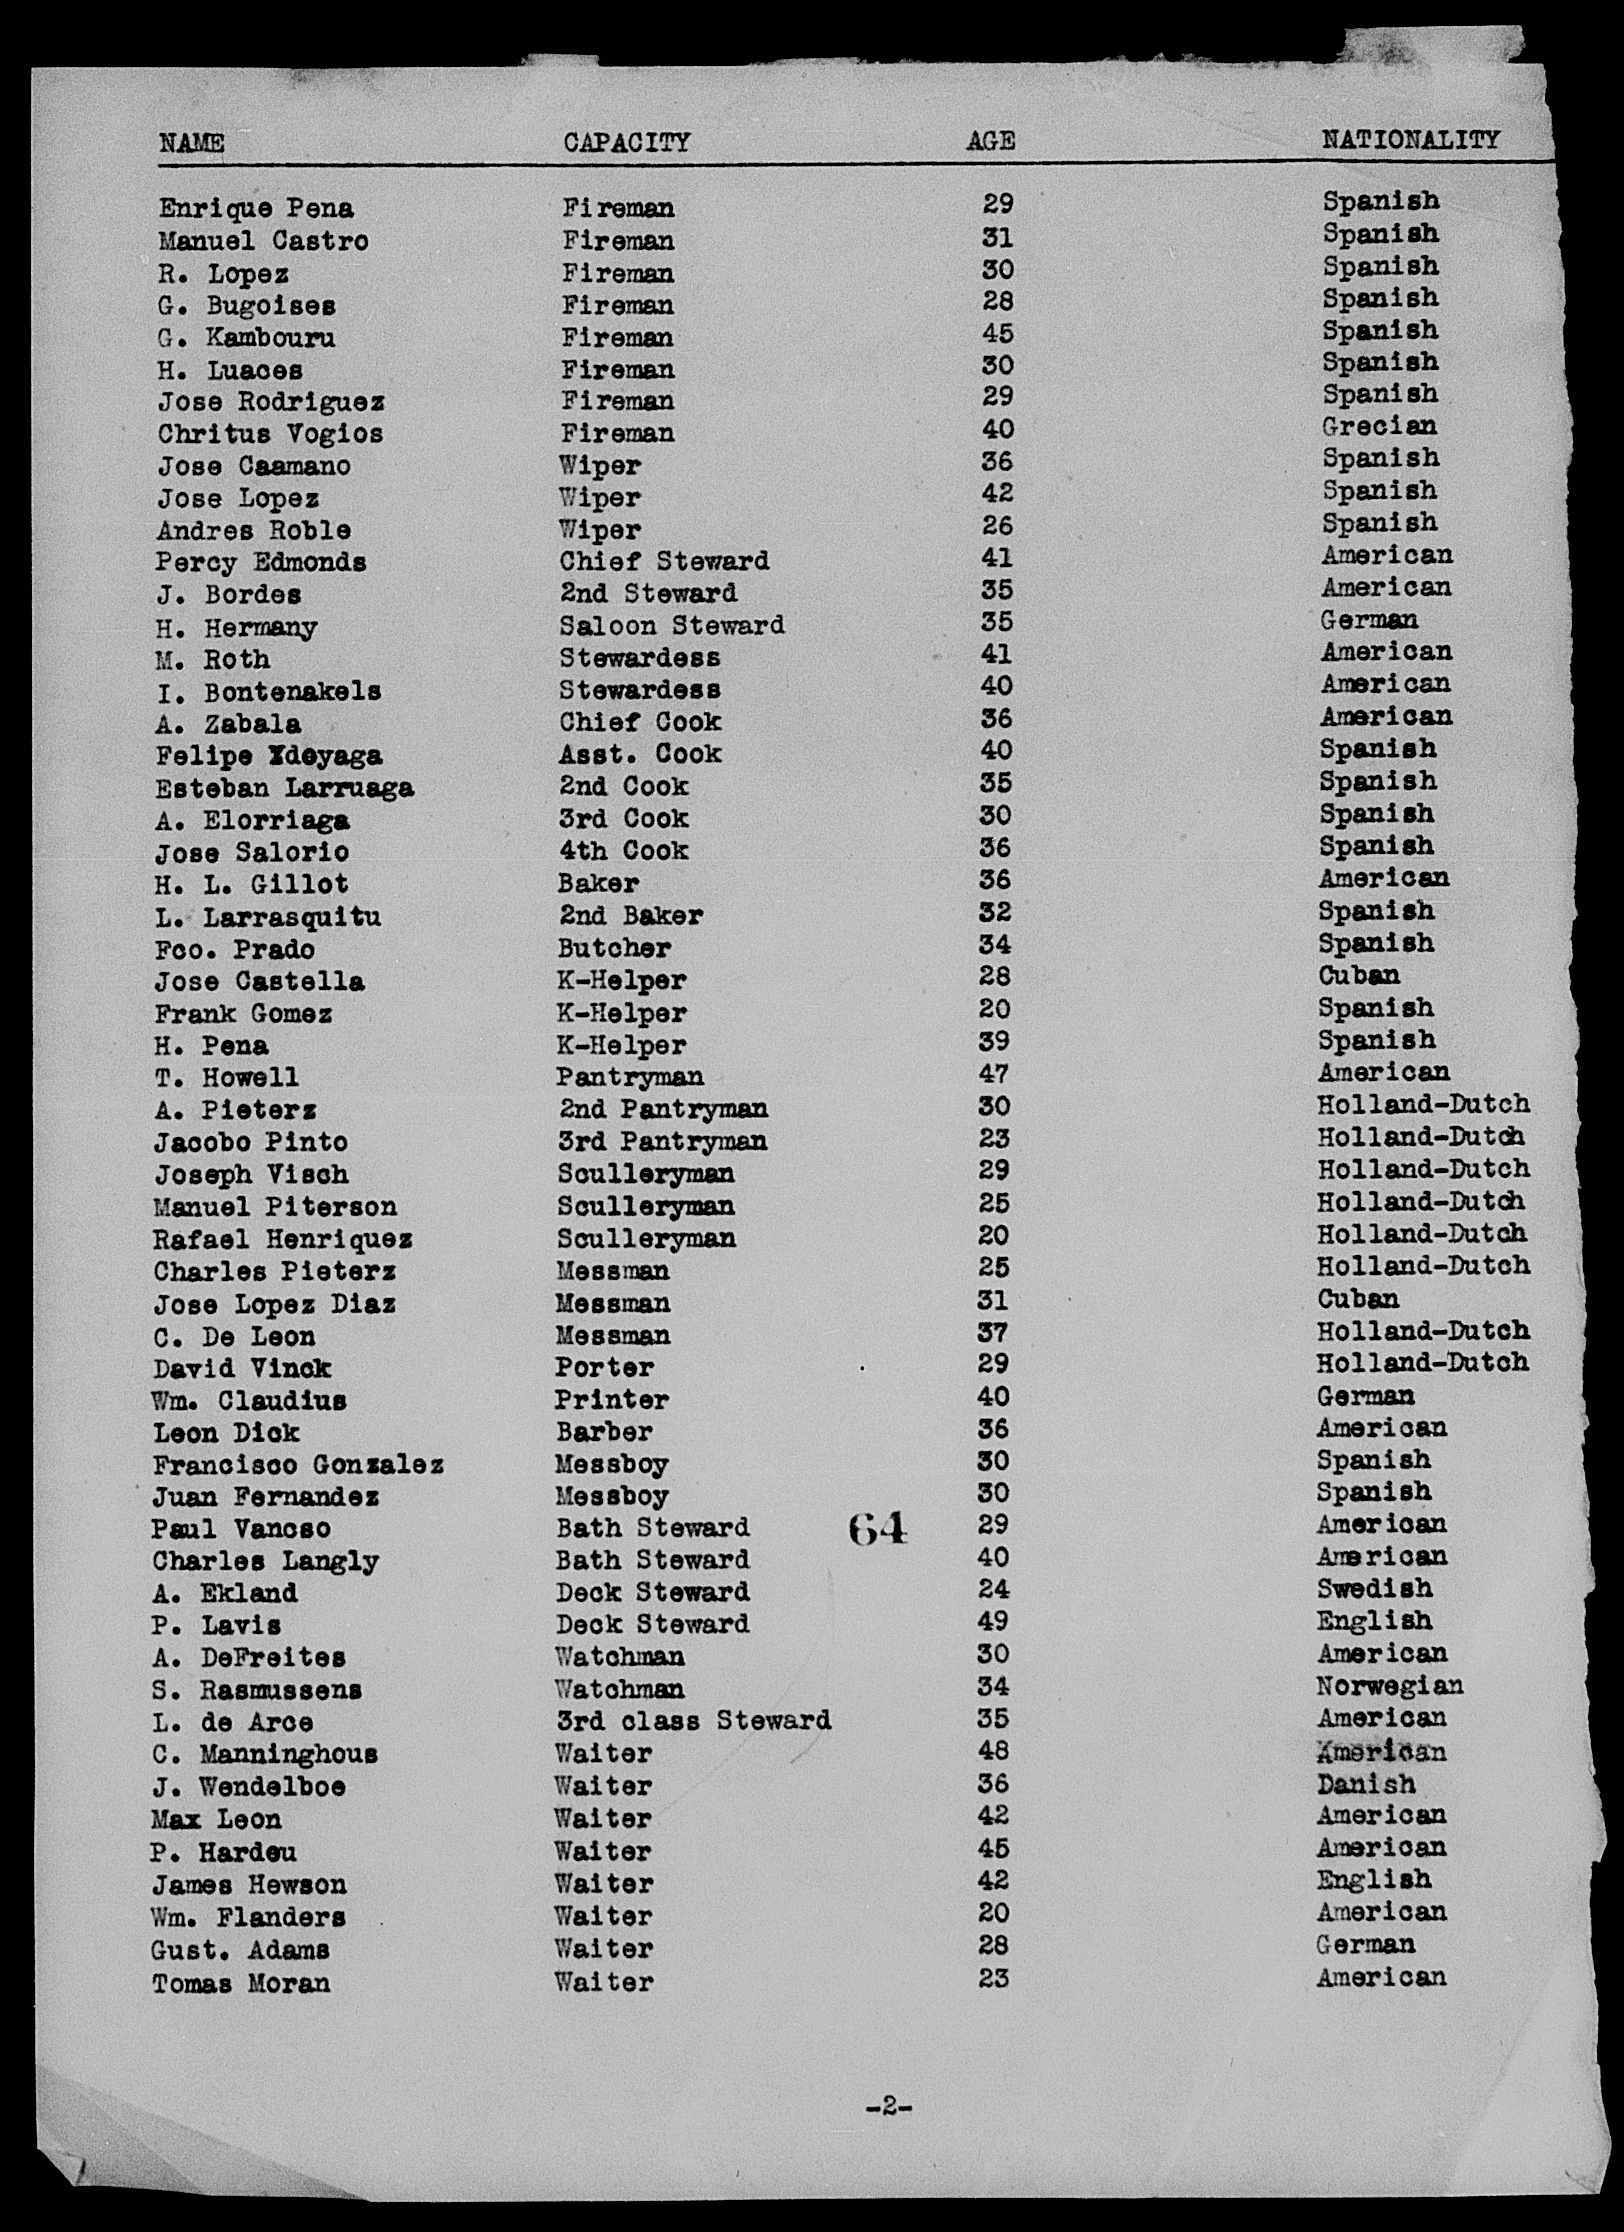 NAME CAPACITY AGE NATIONALITY
Enrique Pena Fireman 29 Spanish
Manuel Castro Fireman 31 Spanish
R. Lopez Fireman 30 Spanish
G. Bugoises Fireman 28 Spanish
G. Kambouru Fireman 45 Spanish
H. Luaces Fireman 30 Spanish
Jose Rodriguez Fireman 29 Spanish
Chritus Vogios Fireman 40 Grecian
Jose Caamano Wiper 36 Spanish
Jose Lopez Wiper 42 Spanish
Andres Roble Wiper 26 Spanish
Percy Edmonds Chief Steward 41 American
J. Bordes 2nd Steward 35 American
H. Hermany Saloon Steward 35 German
M. Roth Stewardess 41 American
I. Bontenakels Stewardess 40 American
A. Zabala Chief Cook 36 American
Felipe Ydeyaga Asst. Cook 40 Spanish
Esteban Larruaga 2nd Cook 35 Spanish
A. Elorriaga 3rd Cook 30 Spanish
Jose Salorio 4th Cook 36 Spanish
H. L. Gillot Baker 36 American
L. Larrasquitu 2nd Baker 32 Spanish
Fco. Prado Butcher 34 Spanish
Jose Castella K-Helper 28 Cuban
Frank Gomez K-Helper 20 Spanish
H. Pena K-Helper 39 Spanish
T. Howell Pantryman 47 American
A. Pieterz 2nd Pantryman 30 Holland-Dutch
Jacobo Pinto 3rd Pantryman 23 Holland-Dutch
Joseph Visch Sculleryman 29 Holland-Dutch
Manuel Piterson Sculleryman 25 Holland-Dutch
Rafael Henriquez Sculleryman 20 Holland-Dutch
Charles Pieterz Messman 25 Holland-Dutch
Jose Lopez Diaz Messman 31 Cuban
C. De Leon Messman 37 Holland-Dutch
David Vinck Porter 29 Holland-Dutch
Wm. Claudius Printer 40 German
Leon Dick Barber 36 American
Francisco Gonzalez Messboy 30 Spanish
Juan Fernandez Messboy 30 Spanish
Paul Vancso Bath Steward 64 29 American
Charles Langly Bath Steward 40 American
A. Ekland Deck Steward 24 Swedish
P. Lavis Deck Steward 49 English
A. DeFreites Watchman 30 American
S. Rasmussens Watchman 34 Norwegian
L. de Arce 3rd class Steward 35 American
C. Manninghous Waiter 48 American
J. Wendelboe Waiter 36 Danish
Max Leon Waiter 42 American
P. Hardeu Waiter 45 American
James Hewson Waiter 42 English
Wm. Flanders Waiter 20 American
Gust. Adams Waiter 28 German
Tomas Moran Waiter 23 American
-2-